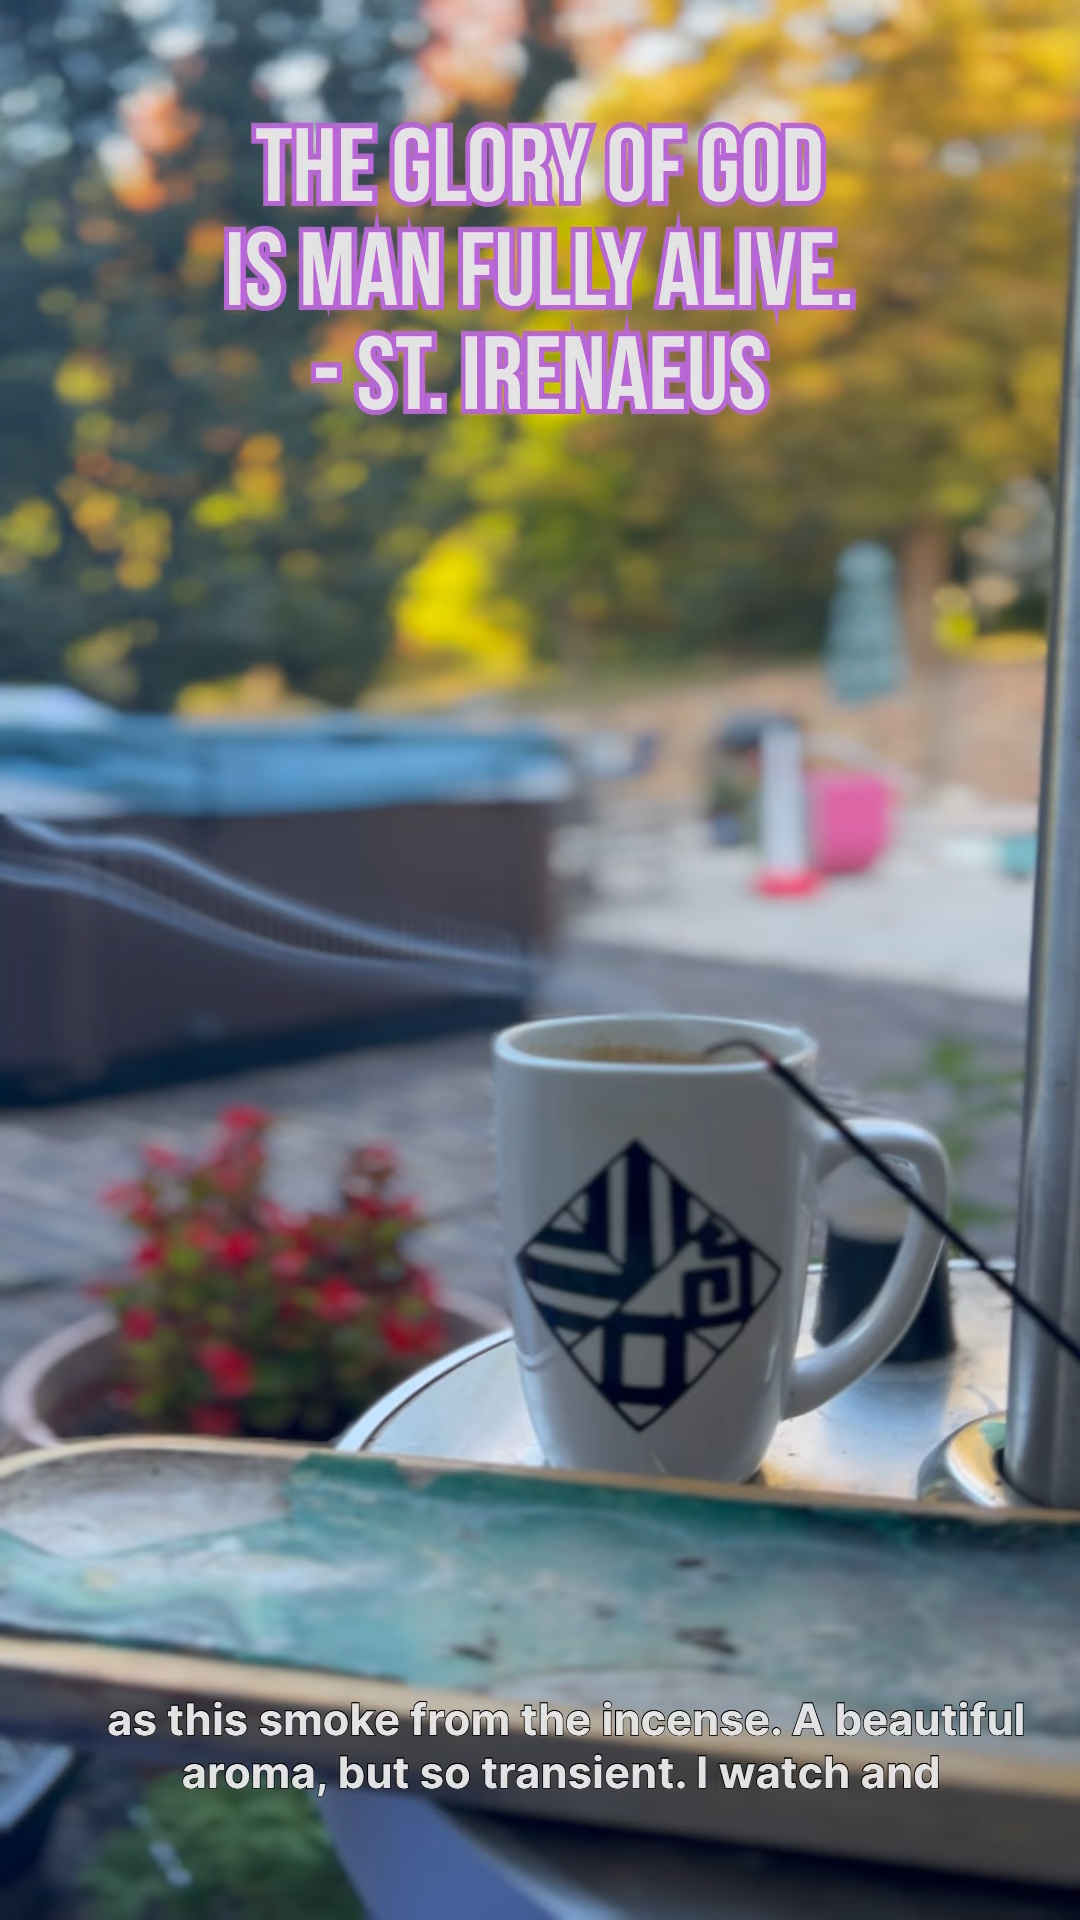 THE GLORY OF GOD
IS MAN FULLY ALIVE.
- ST. IRENAEUS
as this smoke from the incense. A beautiful
aroma, but so transient. I watch and